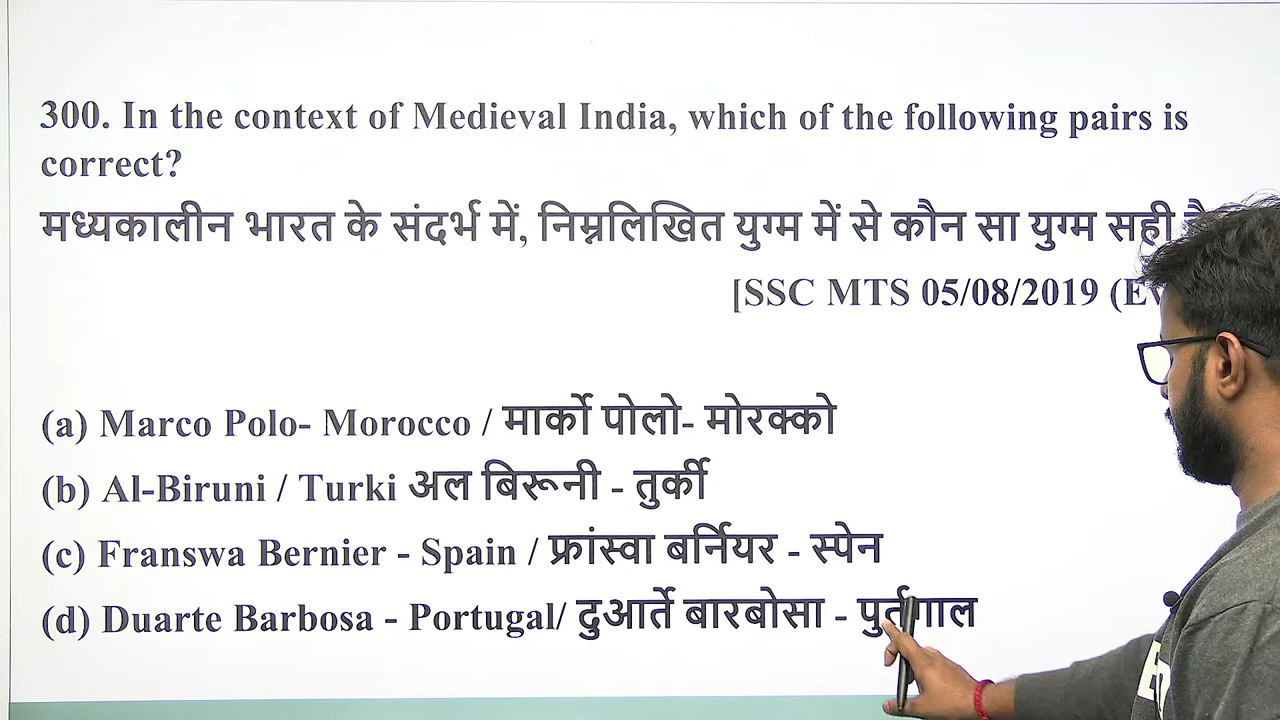 300. In the context of Medieval India, which of the following pairs is
correct?
मध्यकालीन भारत के संदर्भ में, निम्नलिखित युग्म में से कौन सा युग्म सही
[SSC MTS 05/08/2019
(a) Marco Polo- Morocco / मार्को पोलो- मोरक्को
(b) Al-Biruni / Turki अल बिरूनी - तुर्की
(c) Franswa Bernier - Spain / फ्रांस्वा बर्नियर - स्पेन
(d) Duarte Barbosa - Portugal/ दुआर्ते बारबोसा - पुर्तगाल